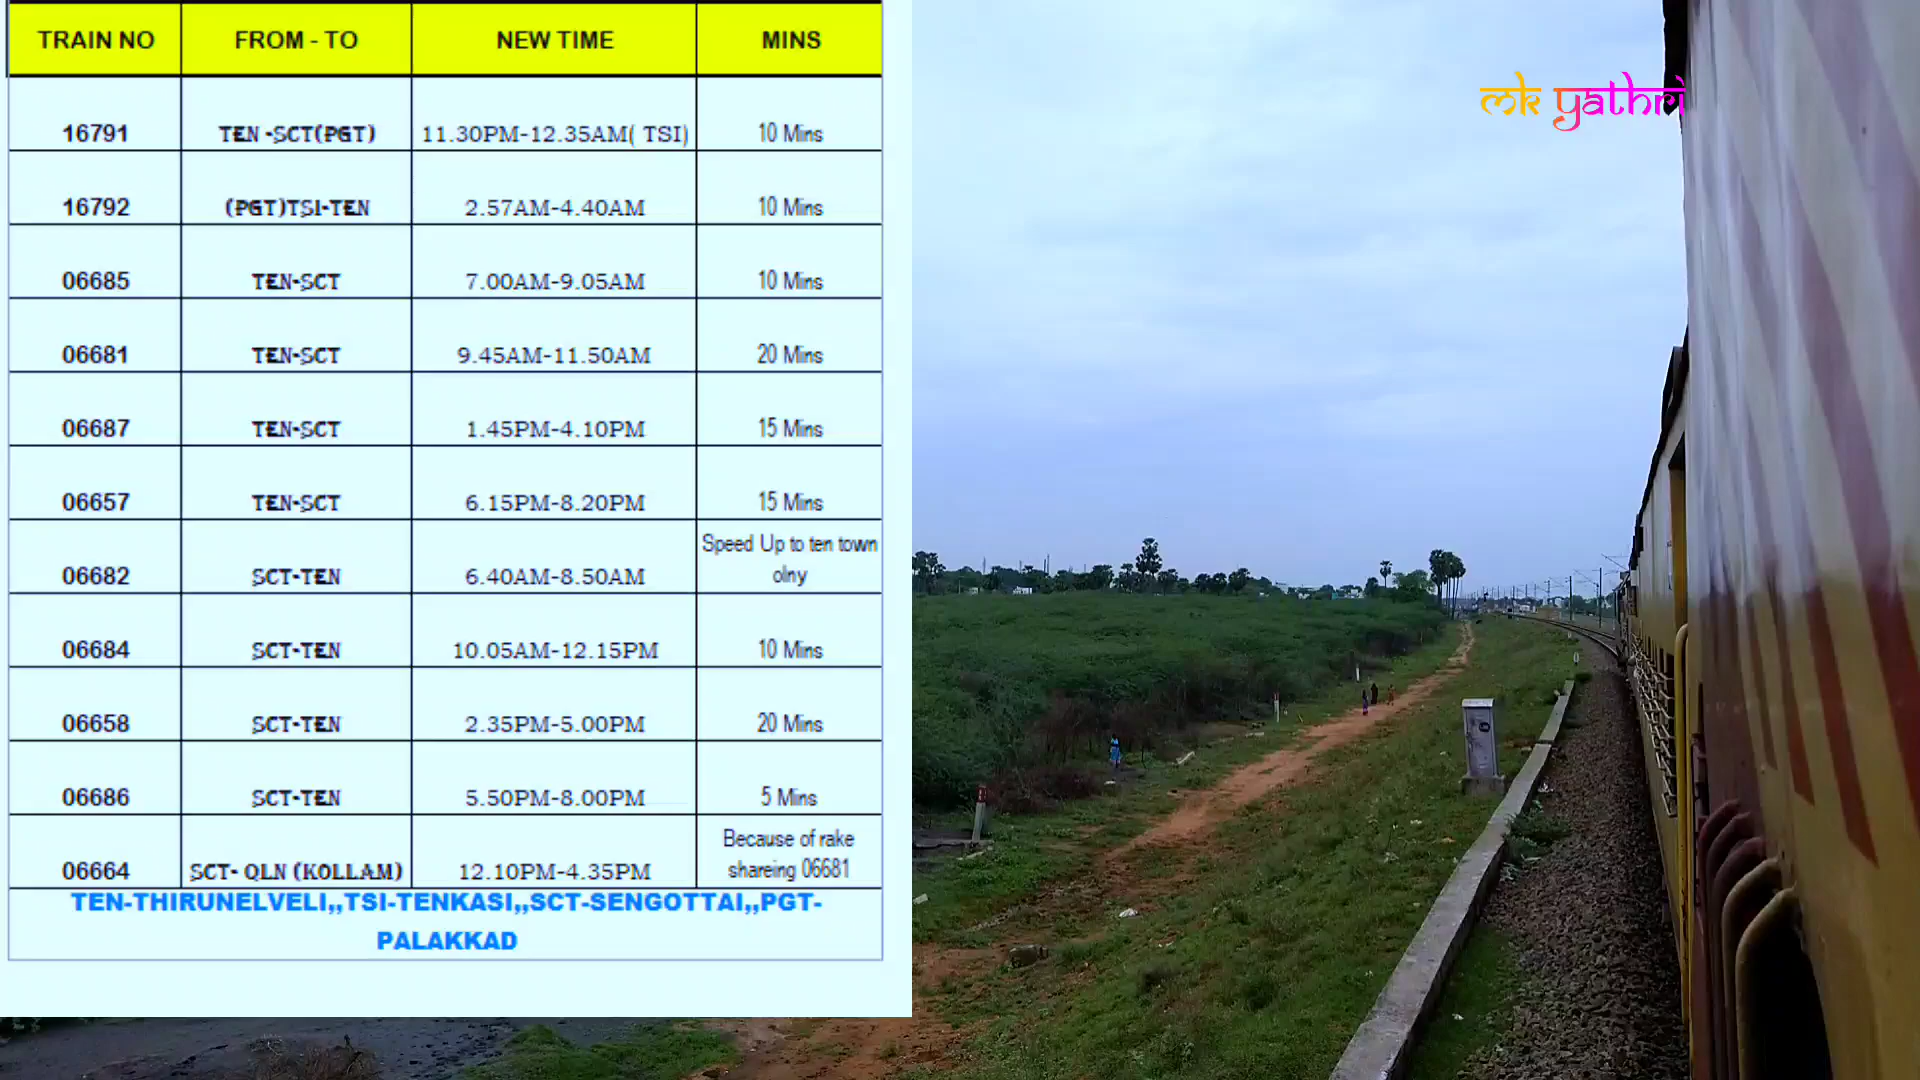 TRAIN NO FROM - TO NEW TIME MINS
16791 TEN -SCT(PGT) 11.30PM-12.35AM( TSI) 10 Mins
16792 (PGT)TSI-TEN 2.57AM-4.40AM 10 Mins
06685 TEN-SCT 7.00AM-9.05AM 10 Mins
06681 TEN-SCT 9.45AM-11.50AM 20 Mins
06687 TEN-SCT 1.45PM-4.10PM 15 Mins
06657 TEN-SCT 6.15PM-8.20PM 15 Mins
06682 SCT-TEN 6.40AM-8.50AM Speed Up to ten town
olny
06684 SCT-TEN 10.05AM-12.15PM 10 Mins
06658 SCT-TEN 2.35PM-5.00PM 20 Mins
06686 SCT-TEN 5.50PM-8.00PM 5 Mins
06664 SCT- QLN (KOLLAM) 12.10PM-4.35PM Because of rake
shareing 06681
TEN-THIRUNELVELI,,TSI-TENKASI,,SCT-SENGOTTAI,,PGT-
PALAKKAD
mk yathri